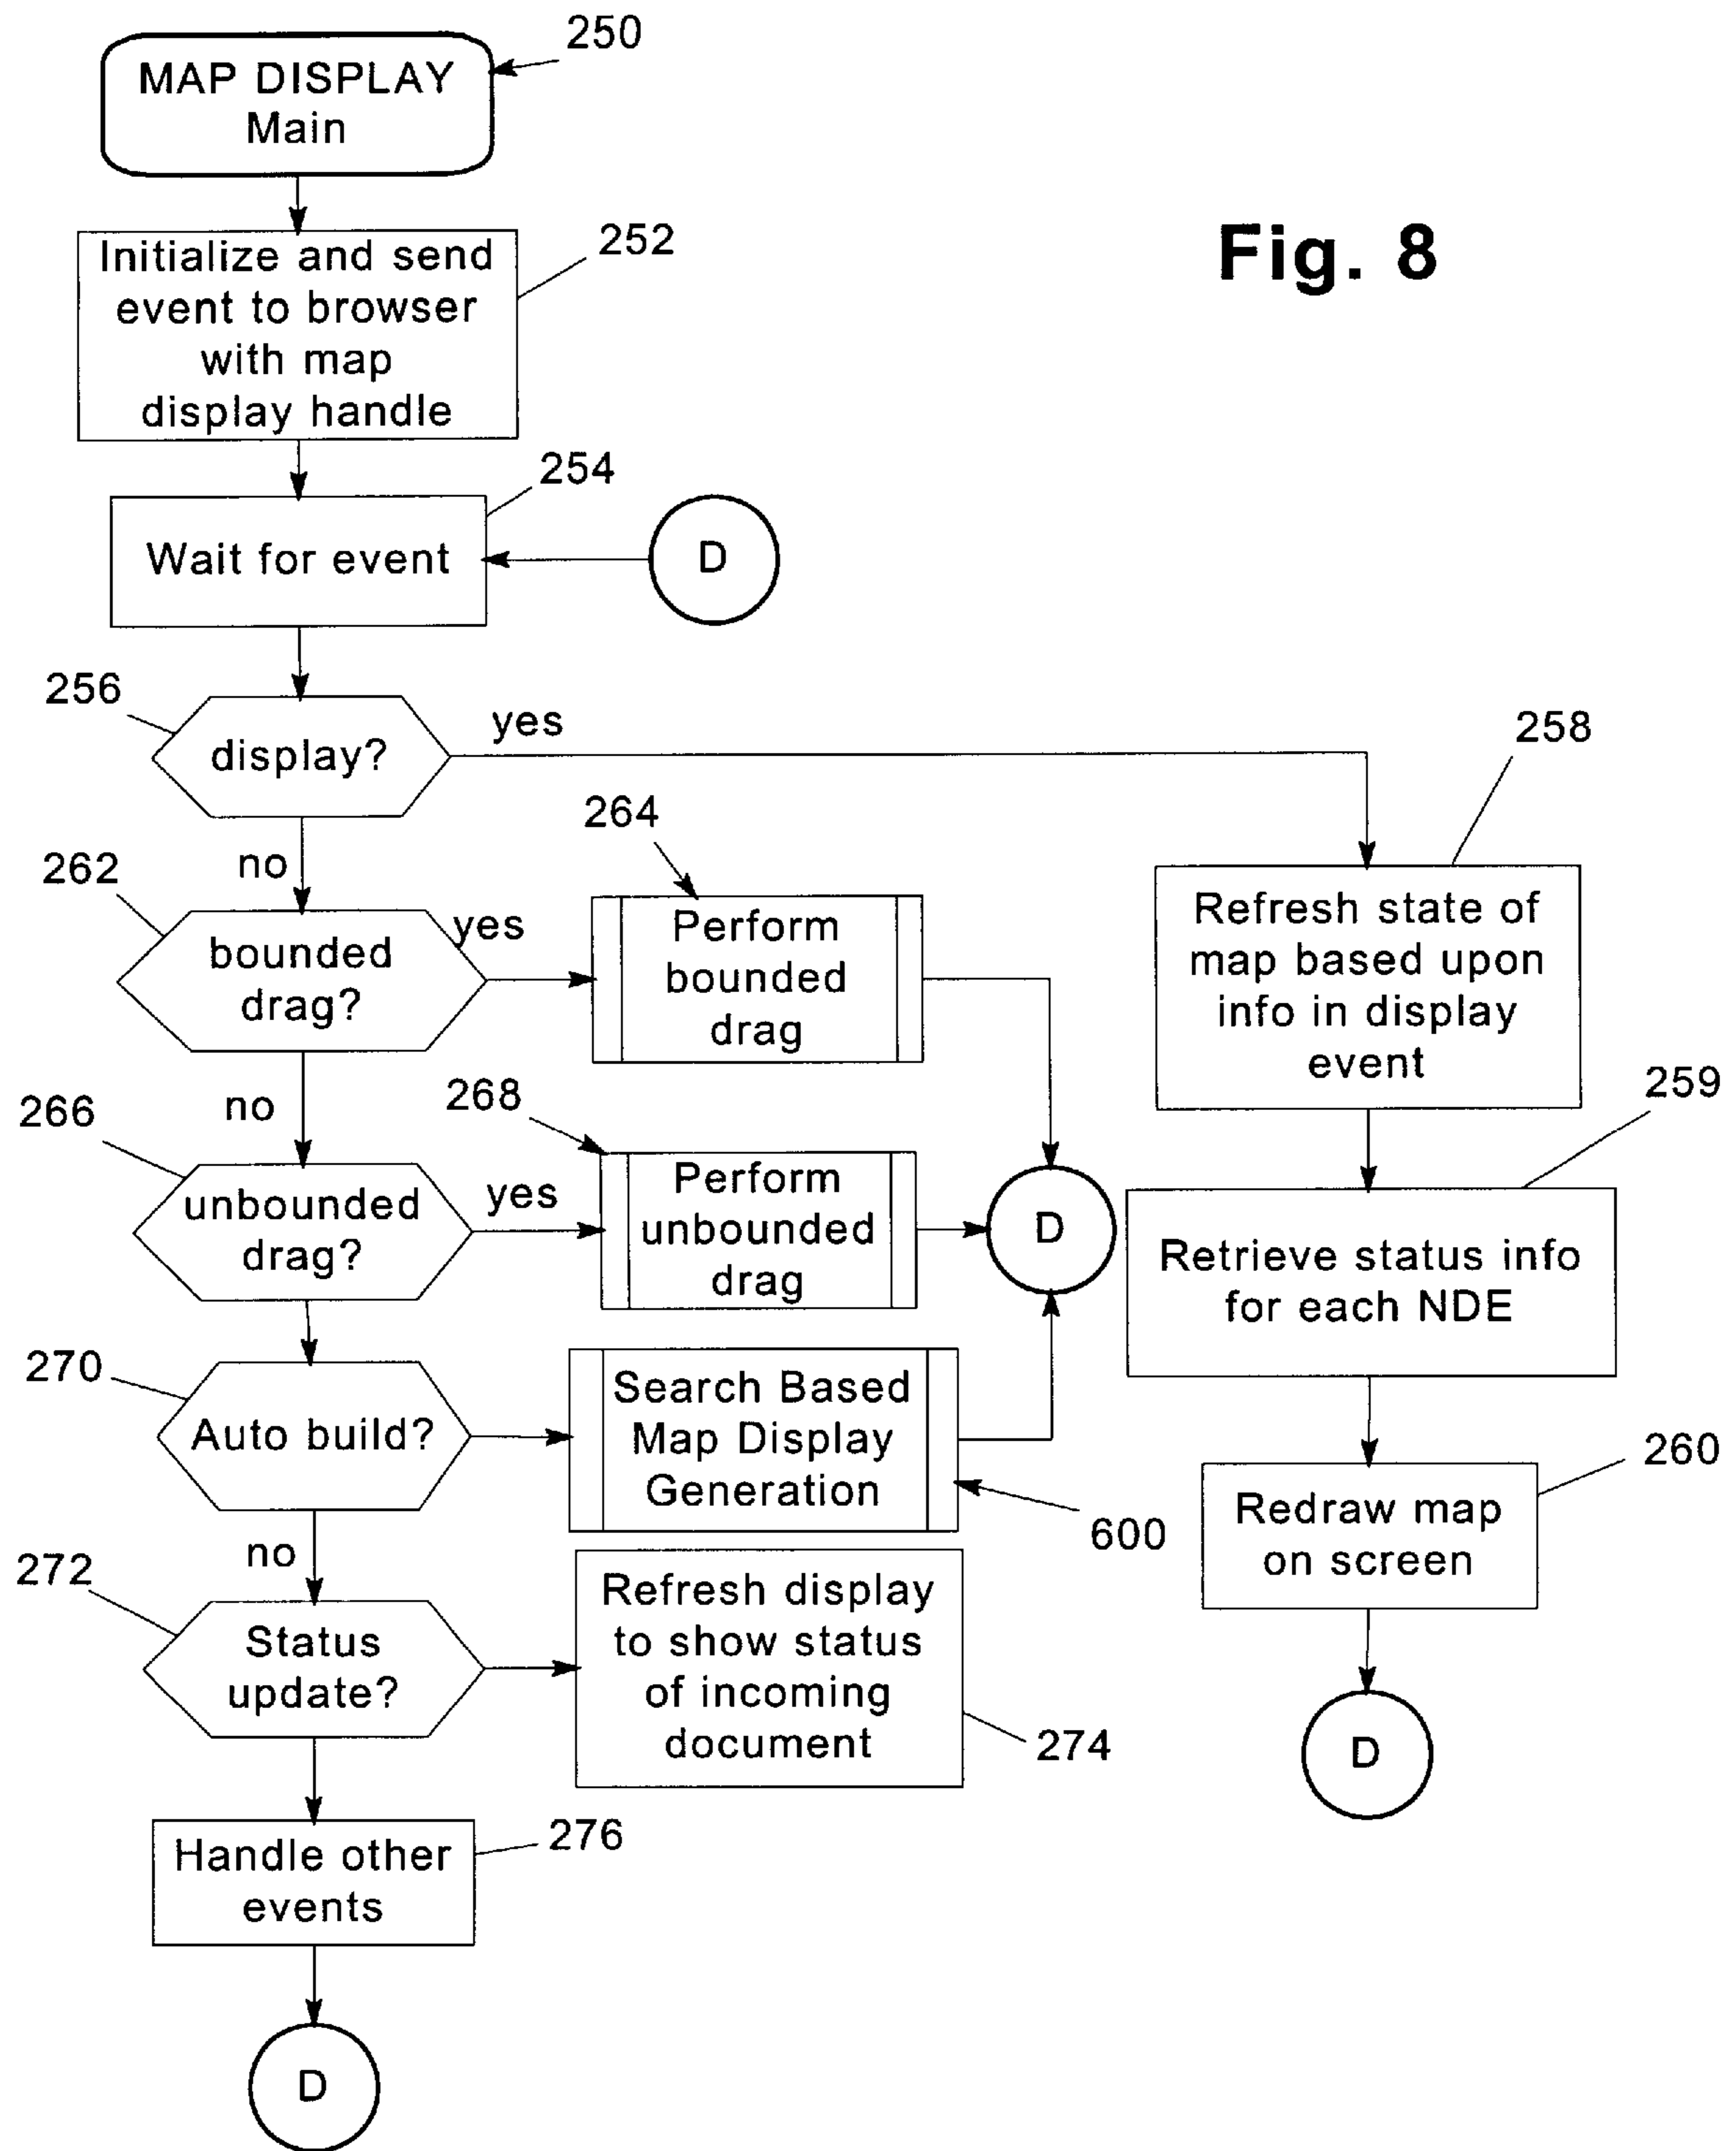 250
MAP DISPLAY
Main
Fig. 8
252
Initialize and send
event to browser
with map
display handle
254
Wait for event
D
256
display?
yes
258
no
264
262
bounded
drag?
yes
Perform
bounded
drag
Refresh state of
map based upon
info in display
event
259
no
266
268
unbounded
drag?
yes
Perform
unbounded
drag
D
Retrieve status info
for each NDE
270
Auto build?
Search Based
Map Display
Generation
600
260
Redraw map
on screen
no
272
Status
update?
Refresh display
to show status
of incoming
document
274
D
276
Handle other
events
D